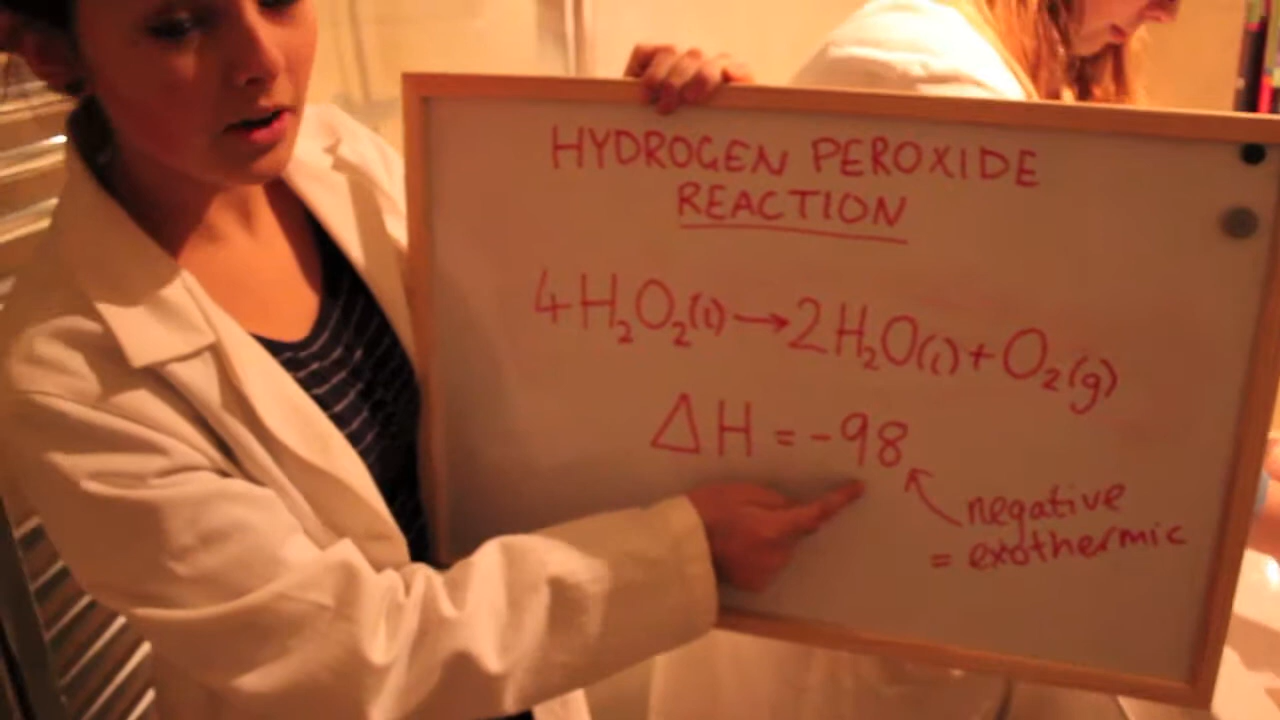 HYDROGEN PEROXIDE
REACTION
4H₂O₂(l) → 2H₂O(l) + O₂(g)
ΔH = -98
negative
= exothermic